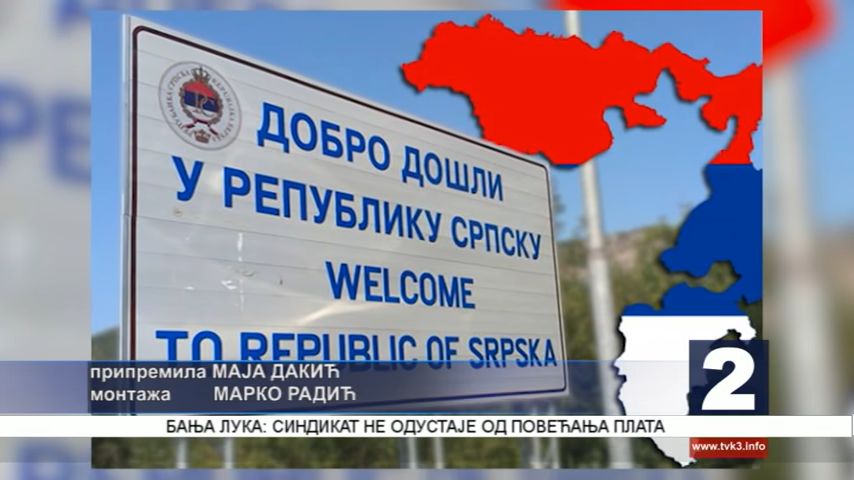 ДОБРО ДОШЛИ
У РЕПУБЛИКУ СРПСКУ
WELCOME
TO REPUBLIC OF SRPSKA
припремила МАЈА ДАКИЋ
монтажа МАРКО РАДИЋ
2
БАЊА ЛУКА: СИНДИКАТ НЕ ОДУСТАЈЕ ОД ПОВЕЋАЊА ПЛАТА
www.tvk3.info